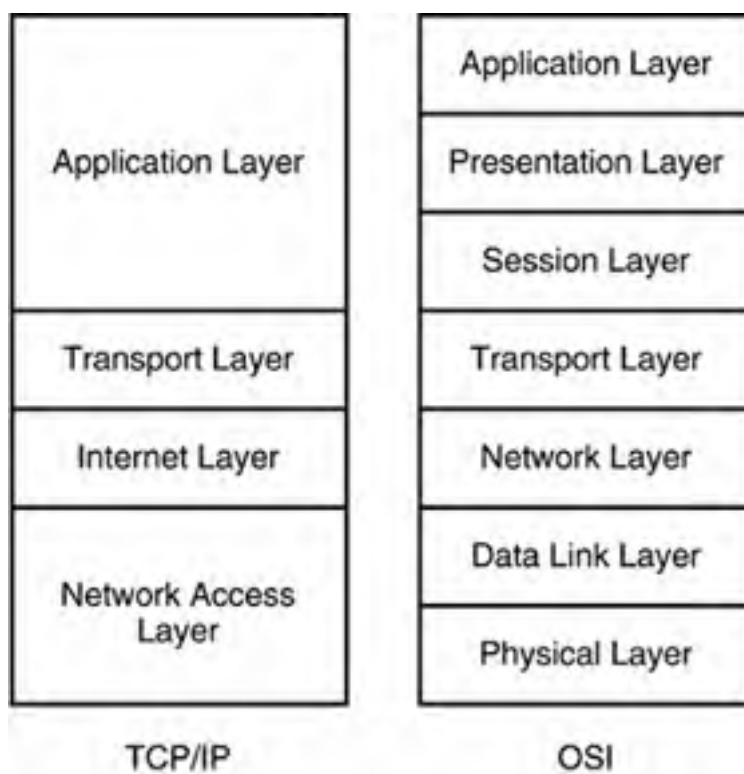 Application Layer
Transport Layer
Internet Layer
Network Access
Layer
TCP/IP
Application Layer
Presentation Layer
Session Layer
Transport Layer
Network Layer
Data Link Layer
Physical Layer
OSI